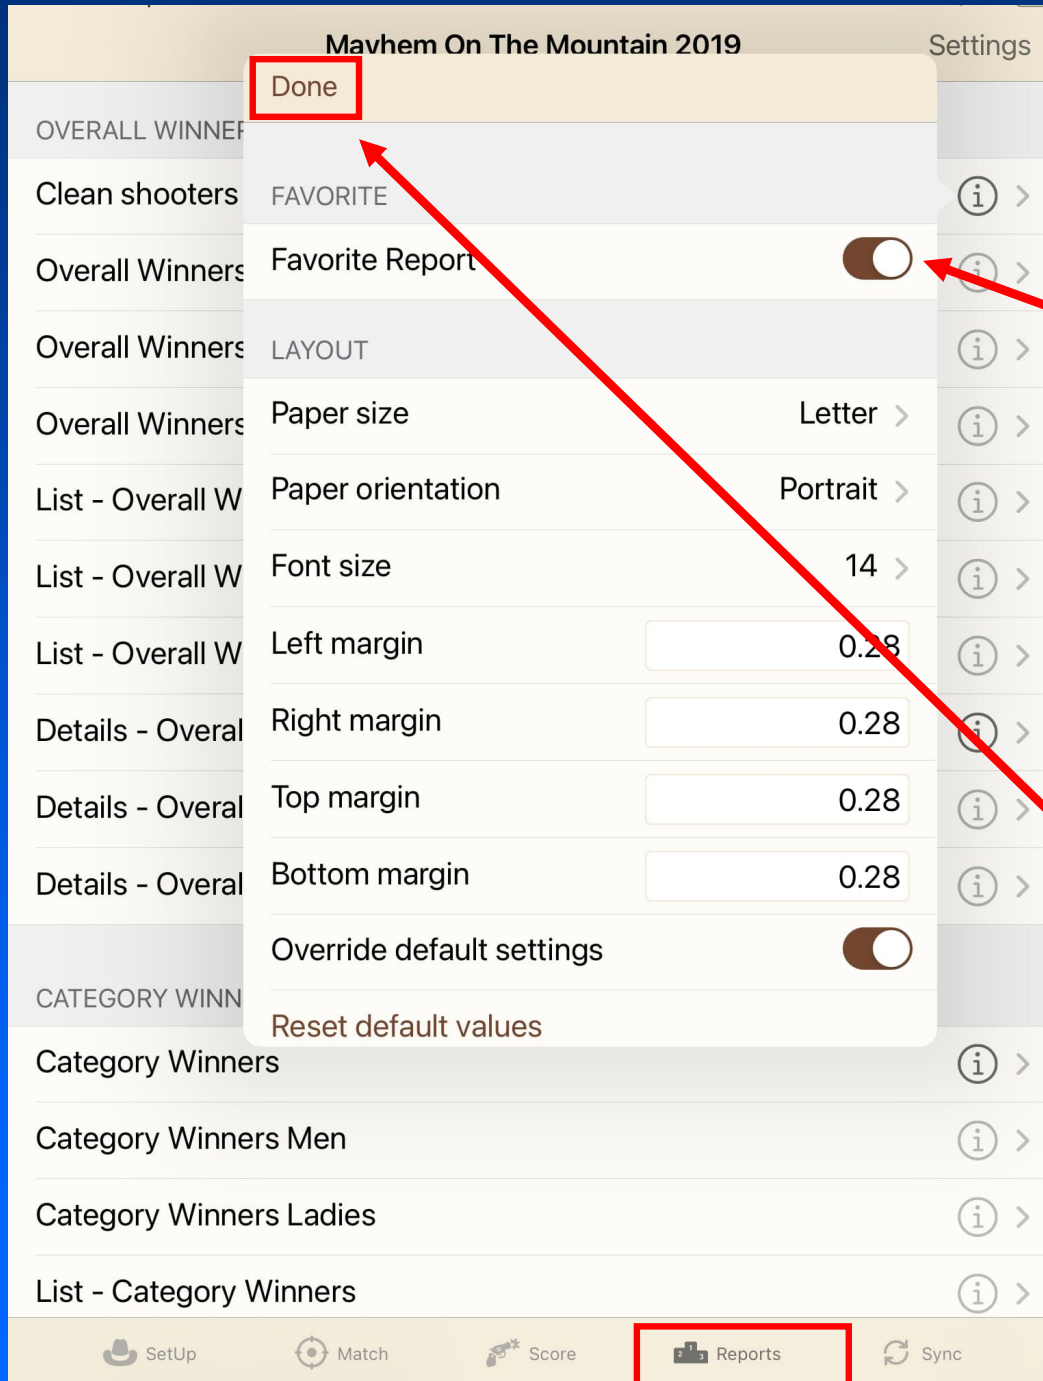 Mayhem On The Mountain 2019
Settings
Done
OVERALL WINNER
Clean shooters
FAVORITE
Overall Winners
Favorite Report
Overall Winners
LAYOUT
Overall Winners
Paper size
Letter
List - Overall W
Paper orientation
Portrait
List - Overall W
Font size
14
List - Overall W
Left margin
0.28
Details - Overal
Right margin
0.28
Details - Overal
Top margin
0.28
Details - Overal
Bottom margin
0.28
Override default settings
CATEGORY WINN
Reset default values
Category Winners
Category Winners Men
Category Winners Ladies
List - Category Winners
SetUp
Match
Score
Reports
Sync